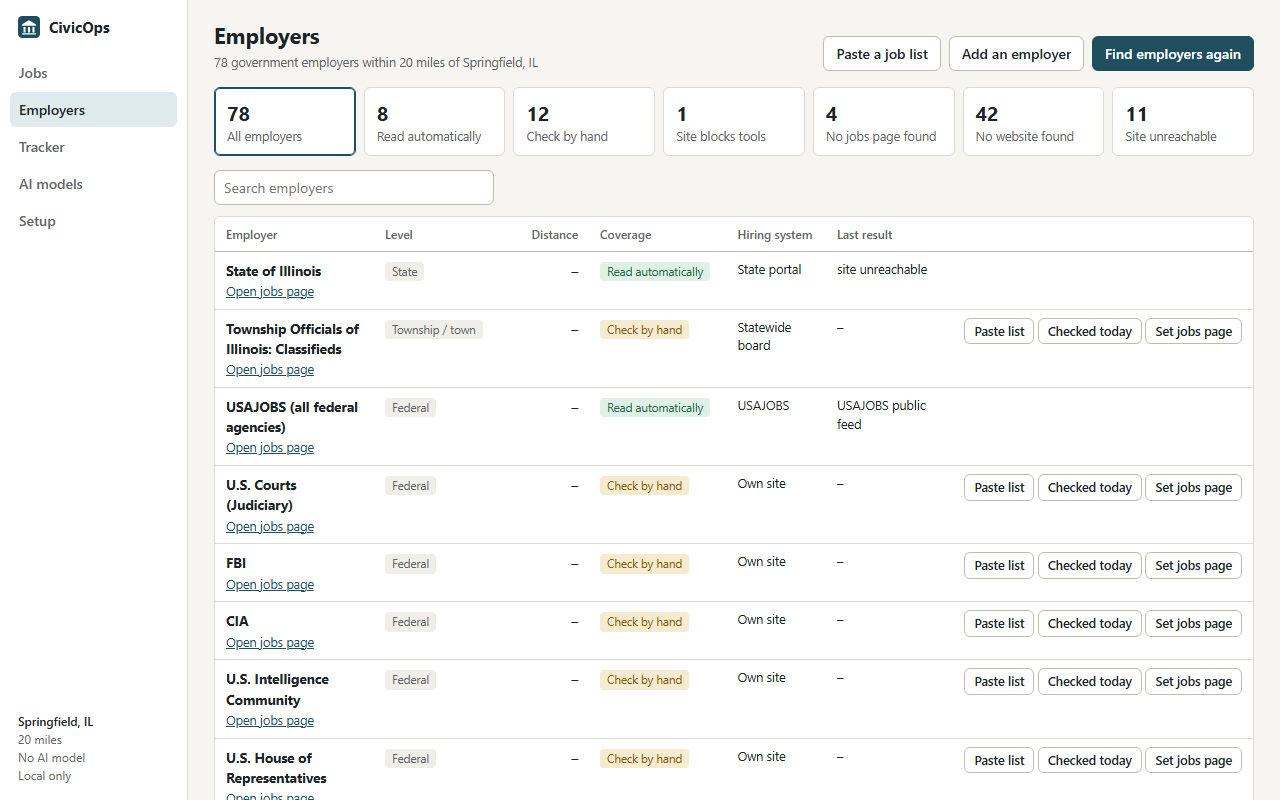 CivicOps
Jobs
Employers
Tracker
AI models
Setup
Springfield, IL
20 miles
No AI model
Local only
Employers
78 government employers within 20 miles of Springfield, IL
Paste a job list
Add an employer
Find employers again
78
All employers
8
Read automatically
12
Check by hand
1
Site blocks tools
4
No jobs page found
42
No website found
11
Site unreachable
Search employers
Employer Level Distance Coverage Hiring system Last result
State of Illinois State – Read automatically State portal site unreachable
Open jobs page
Township Officials of Township / town – Check by hand Statewide – Paste list Checked today Set jobs page
Illinois: Classifieds board
Open jobs page
USAJOBS (all federal Federal – Read automatically USAJOBS USAJOBS public
agencies) feed
Open jobs page
U.S. Courts Federal – Check by hand Own site – Paste list Checked today Set jobs page
(Judiciary)
Open jobs page
FBI Federal – Check by hand Own site – Paste list Checked today Set jobs page
Open jobs page
CIA Federal – Check by hand Own site – Paste list Checked today Set jobs page
Open jobs page
U.S. Intelligence Federal – Check by hand Own site – Paste list Checked today Set jobs page
Community
Open jobs page
U.S. House of Federal – Check by hand Own site – Paste list Checked today Set jobs page
Representatives
Open jobs page